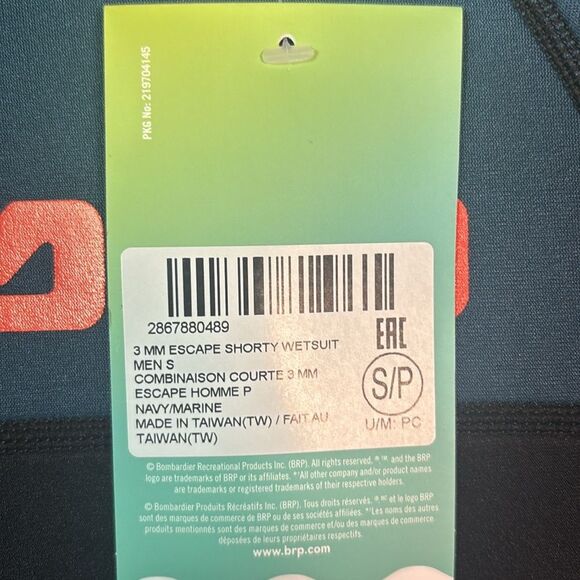 PKG No: 219704145
2867880489
3 MM ESCAPE SHORTY WETSUIT
MEN S
COMBINAISON COURTE 3 MM
ESCAPE HOMME P
NAVY/MARINE
MADE IN TAIWAN(TW) / FAIT AU
TAIWAN(TW)
EAC
S/P
U/M: PC
© Bombardier Recreational Products Inc. (BRP). All rights reserved. ®, ™, and the BRP
logo are trademarks of BRP or its affiliates. *'All other company and/or product names
are trademarks or registered trademarks of their respective holders.
© Bombardier Produits Récréatifs Inc. (BRP). Tous droits réservés. ®, MC et le logo BRP
sont des marques de commerce de BRP ou de ses sociétés affiliées. *'Les noms des autres
produits mentionnés sont des marques de commerce et/ou des marques de commerce
déposées de leurs propriétaires respectifs.
www.brp.com